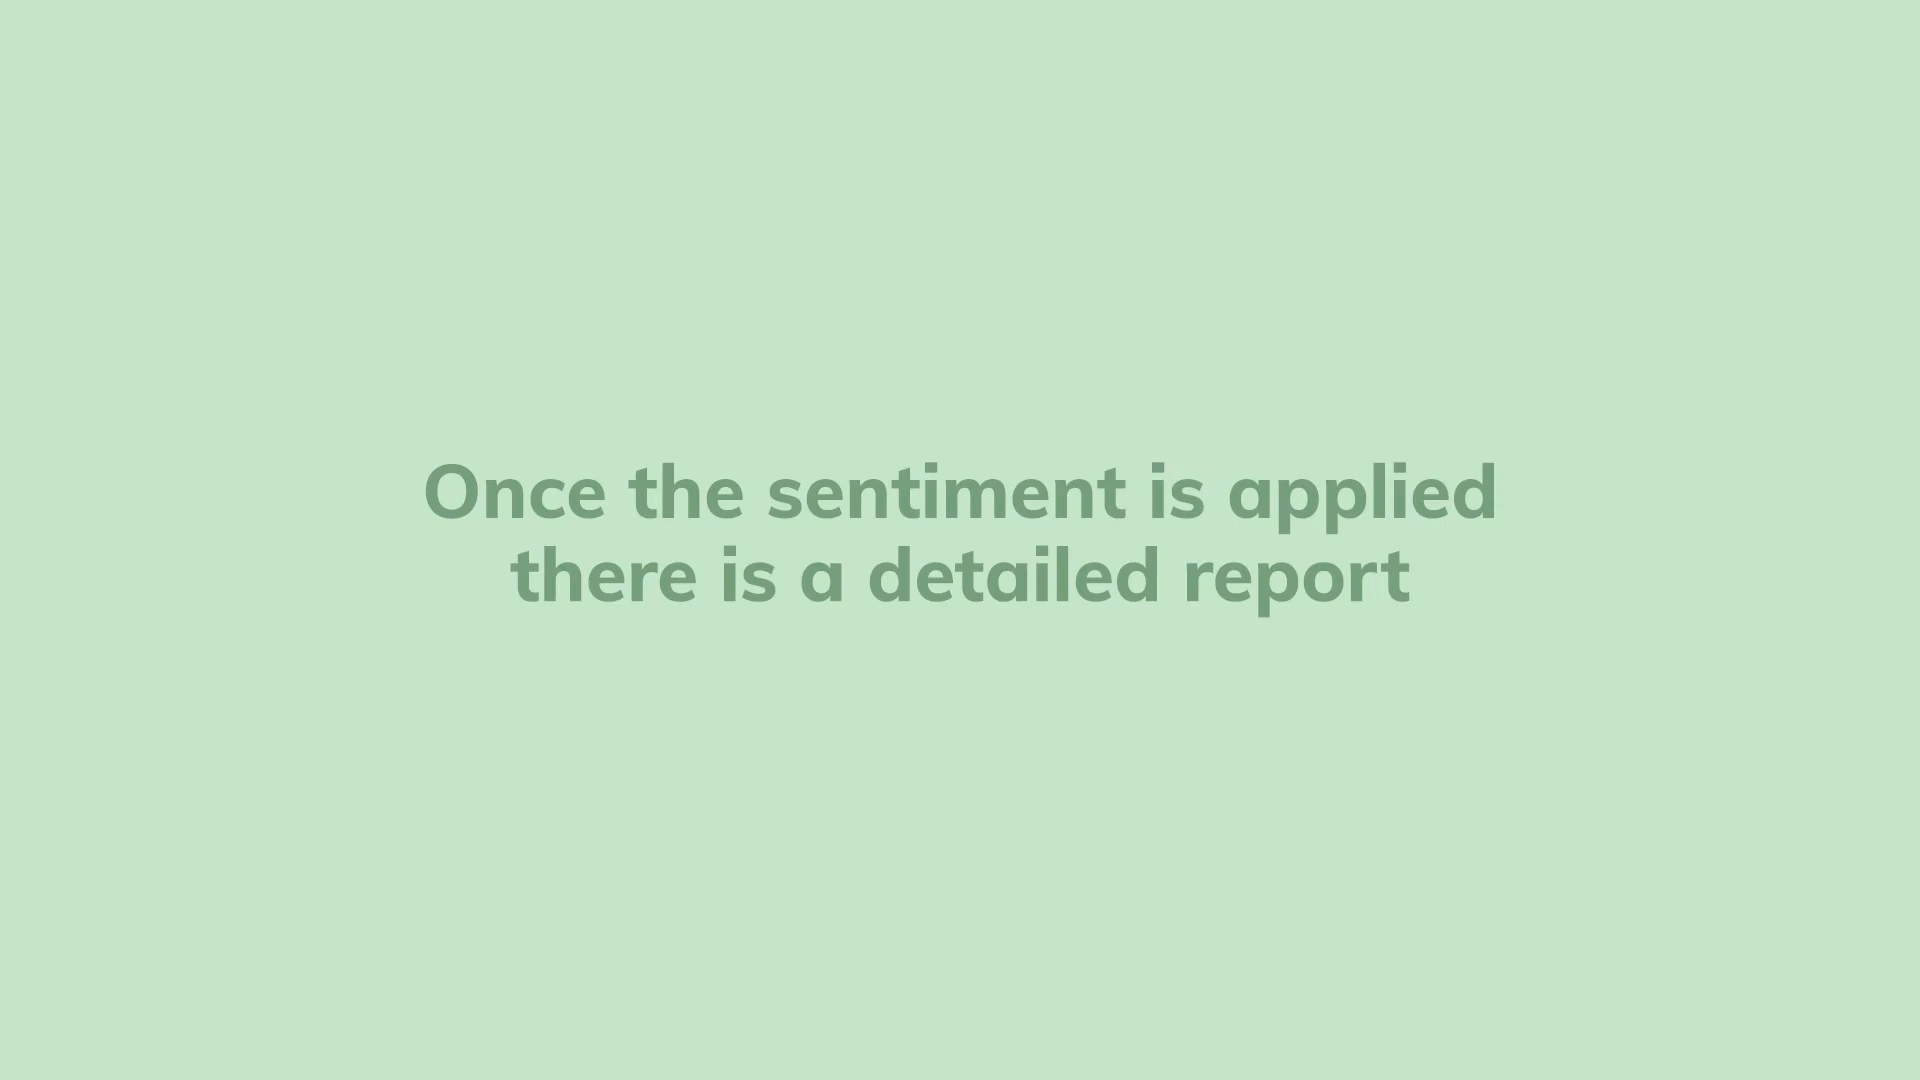 Once the sentiment is applied
there is a detailed report